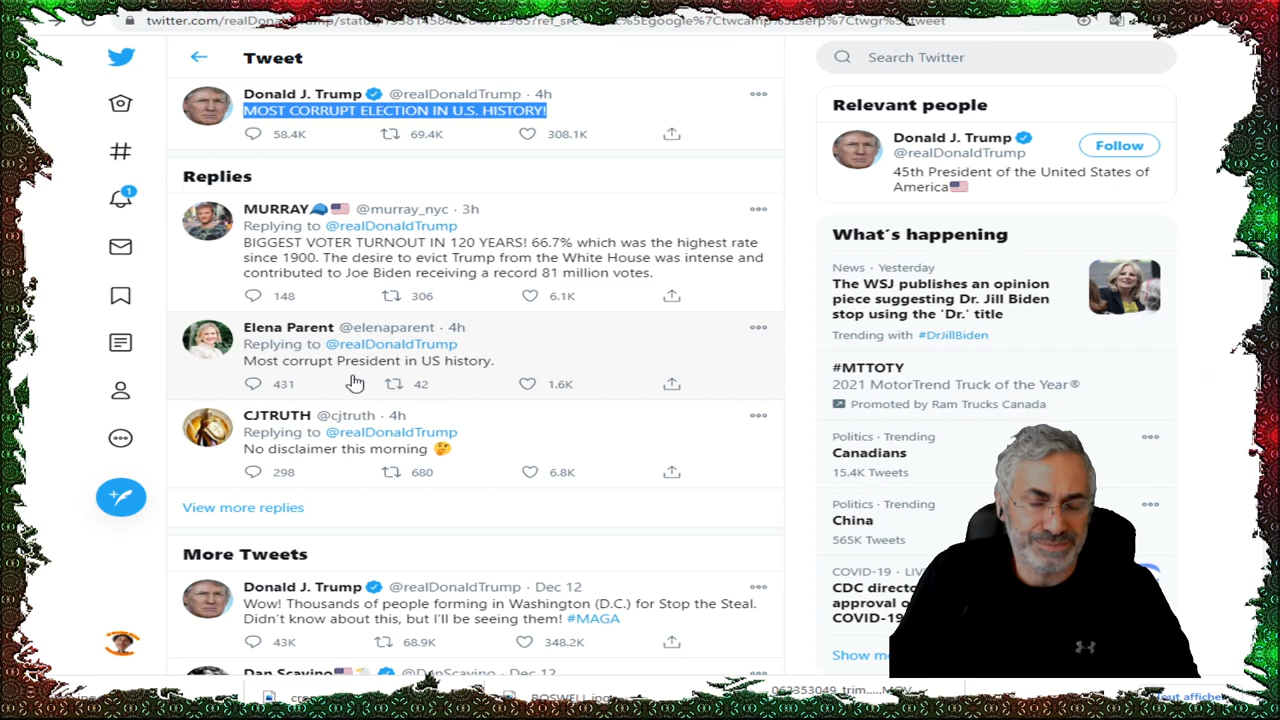 Tweet
Donald J. Trump @realDonaldTrump · 4h
MOST CORRUPT ELECTION IN U.S. HISTORY!
58.4K 69.4K 308.1K
Replies
MURRAY @murray_nyc · 3h
Replying to @realDonaldTrump
BIGGEST VOTER TURNOUT IN 120 YEARS! 66.7% which was the highest rate
since 1900. The desire to evict Trump from the White House was intense and
contributed to Joe Biden receiving a record 81 million votes.
148 306 6.1K
Elena Parent @elenaparent · 4h
Replying to @realDonaldTrump
Most corrupt President in US history.
431 42 1.6K
CJTRUTH @cjtruth · 4h
Replying to @realDonaldTrump
No disclaimer this morning 🤔
298 680 6.8K
View more replies
More Tweets
Donald J. Trump @realDonaldTrump · Dec 12
Wow! Thousands of people forming in Washington (D.C.) for Stop the Steal.
Didn't know about this, but I'll be seeing them! #MAGA
43K 68.9K 348.2K
Dan Scavino @DanScavino · Dec 12
Search Twitter
Relevant people
Donald J. Trump
@realDonaldTrump
Follow
45th President of the United States of
America
What's happening
News · Yesterday
The WSJ publishes an opinion
piece suggesting Dr. Jill Biden
stop using the 'Dr.' title
Trending with #DrJillBiden
#MTTOTY
2021 MotorTrend Truck of the Year®
Promoted by Ram Trucks Canada
Politics · Trending
Canadians
15.4K Tweets
Politics · Trending
China
565K Tweets
COVID-19
CDC
approval
COVID-19
Show
BOSWELL.jpg